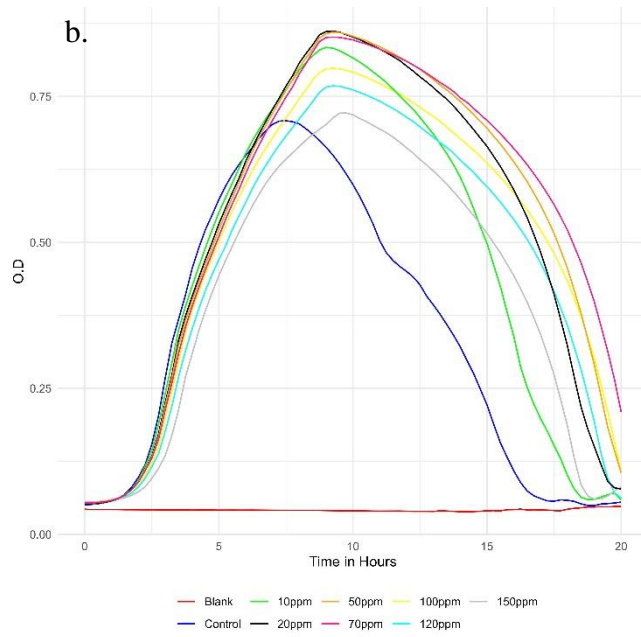 b.
0.75
0.50
0.25
0.00
O.D
0 5 10 15 20
Time in Hours
Blank 10ppm 50ppm 100ppm 150ppm
Control 20ppm 70ppm 120ppm